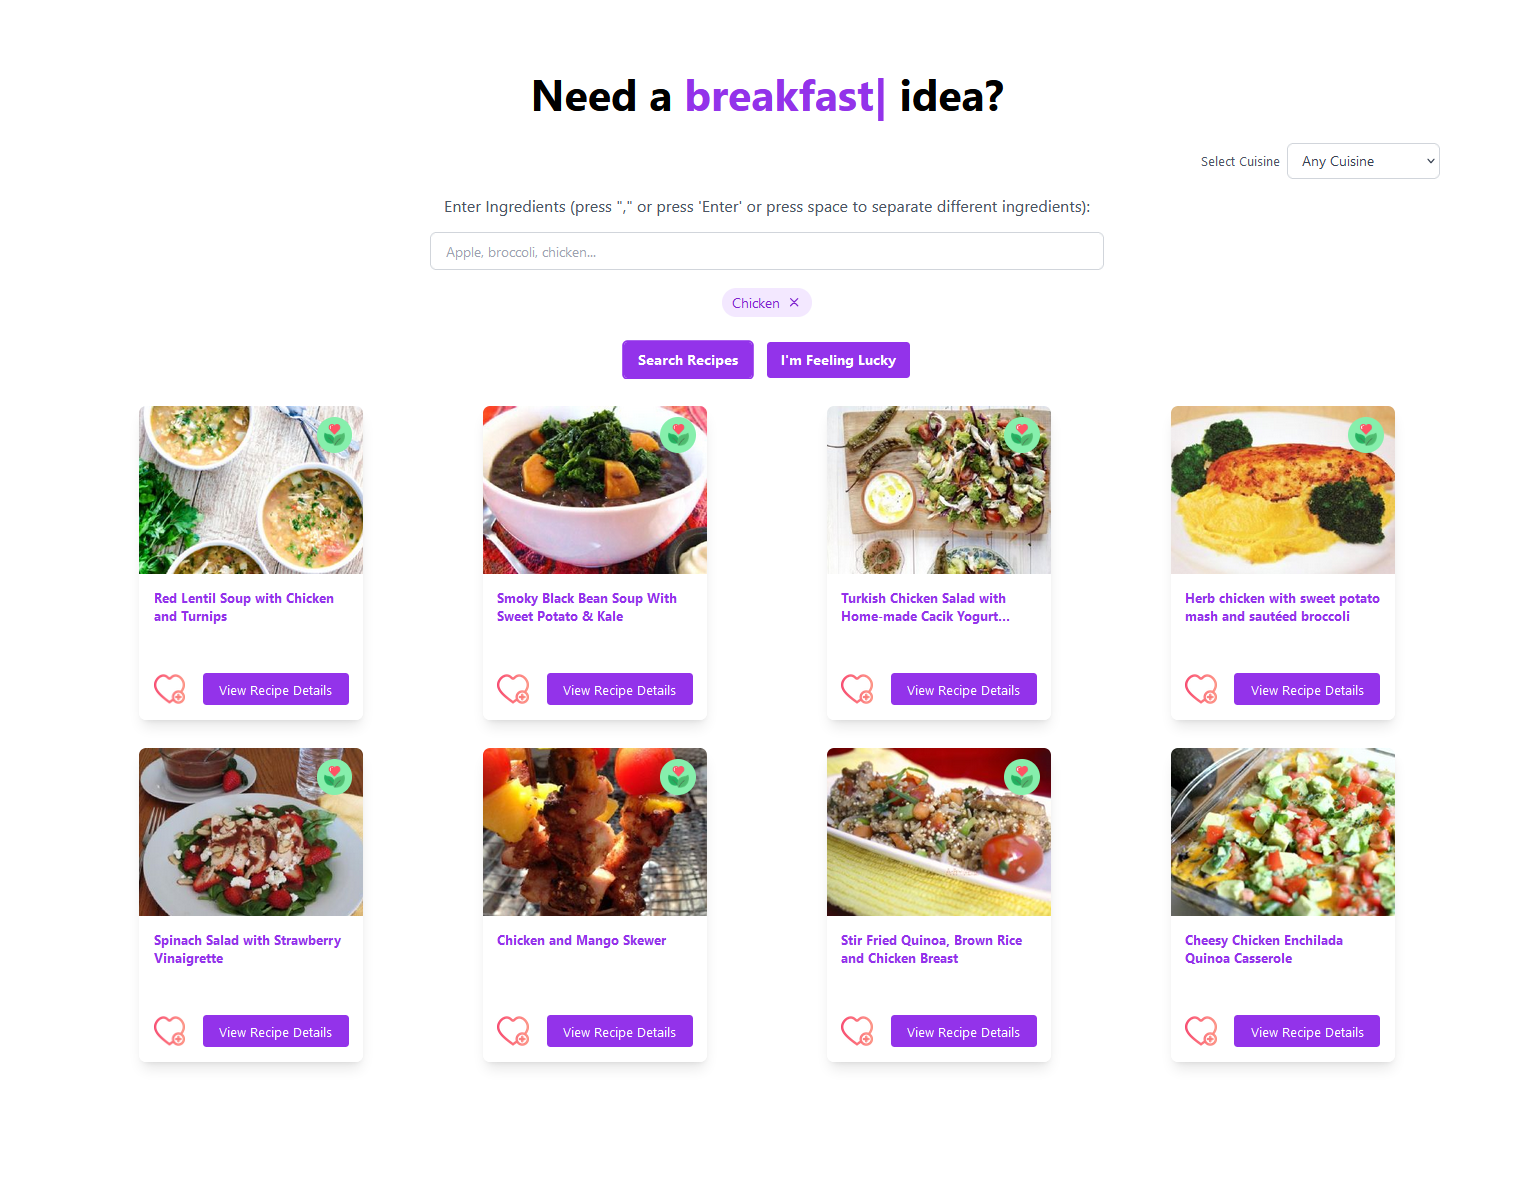 Need a breakfast| idea?
Select Cuisine
Any Cuisine
Enter Ingredients (press "," or press 'Enter' or press space to separate different ingredients):
Apple, broccoli, chicken...
Chicken
Search Recipes
I'm Feeling Lucky
Red Lentil Soup with Chicken
and Turnips
View Recipe Details
Smoky Black Bean Soup With
Sweet Potato & Kale
View Recipe Details
Turkish Chicken Salad with
Home-made Cacik Yogurt...
View Recipe Details
Herb chicken with sweet potato
mash and sautéed broccoli
View Recipe Details
Spinach Salad with Strawberry
Vinaigrette
View Recipe Details
Chicken and Mango Skewer
View Recipe Details
Stir Fried Quinoa, Brown Rice
and Chicken Breast
View Recipe Details
Cheesy Chicken Enchilada
Quinoa Casserole
View Recipe Details